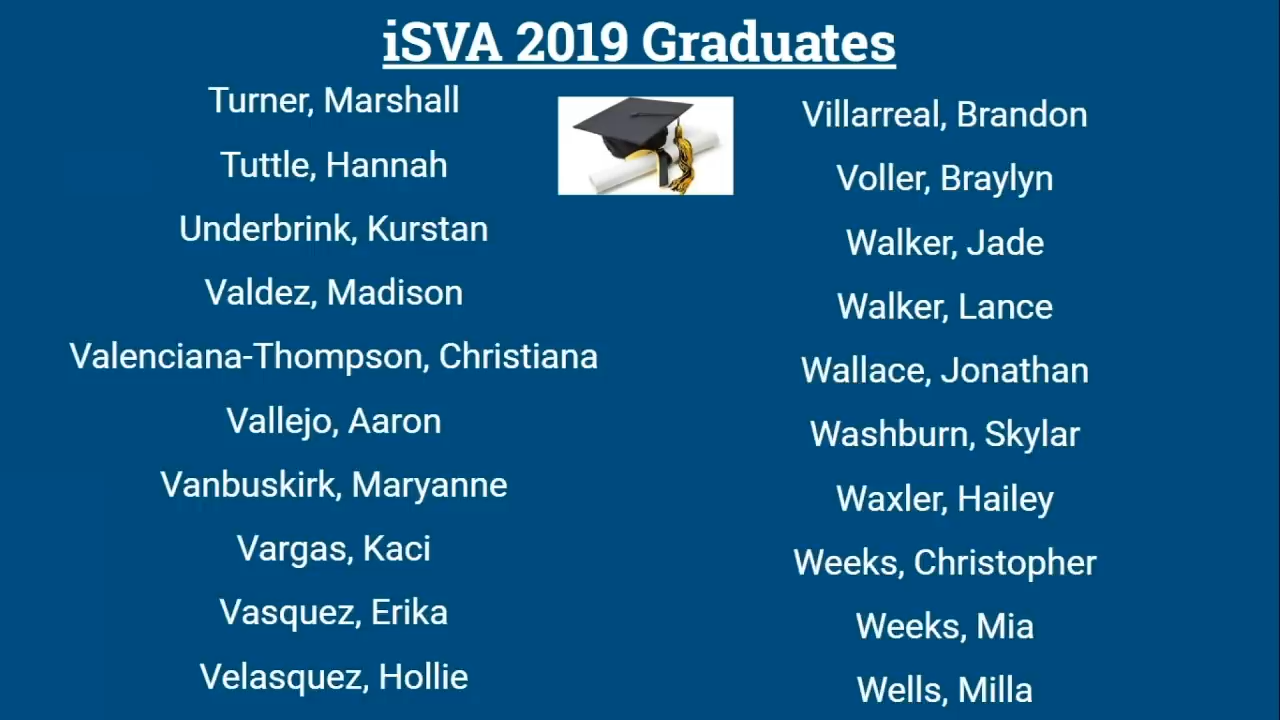 iSVA 2019 Graduates
Turner, Marshall
Tuttle, Hannah
Underbrink, Kurstan
Valdez, Madison
Valenciana-Thompson, Christiana
Vallejo, Aaron
Vanbuskirk, Maryanne
Vargas, Kaci
Vasquez, Erika
Velasquez, Hollie
Villarreal, Brandon
Voller, Braylyn
Walker, Jade
Walker, Lance
Wallace, Jonathan
Washburn, Skylar
Waxler, Hailey
Weeks, Christopher
Weeks, Mia
Wells, Milla